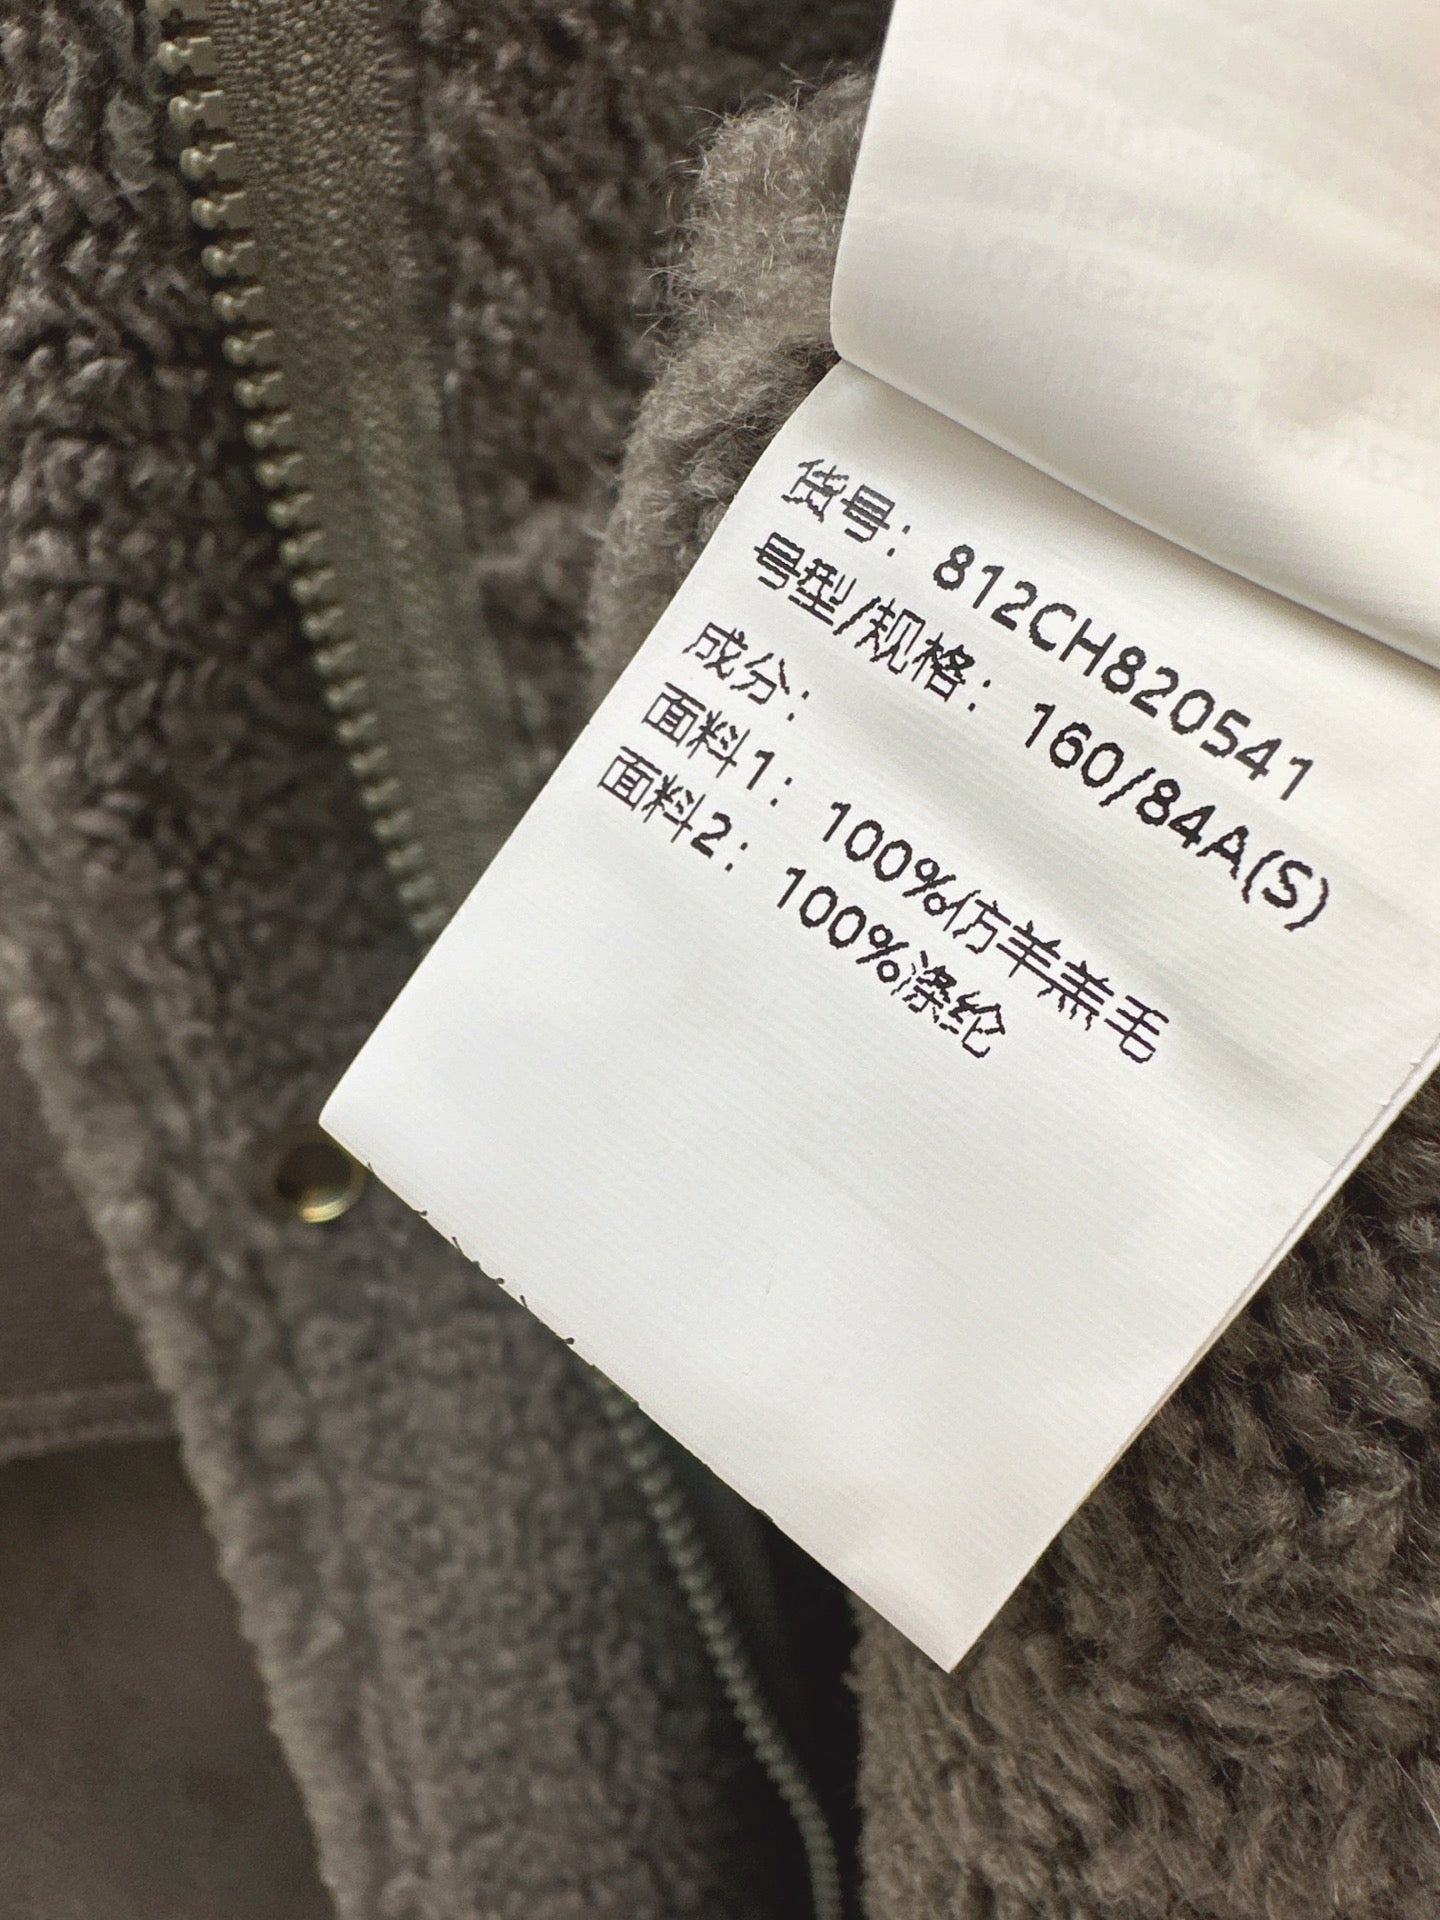 货号：812CH820541
号型/规格：160/84A(S)
成分：
面料1：100%仿羊羔毛
面料2：100%涤纶